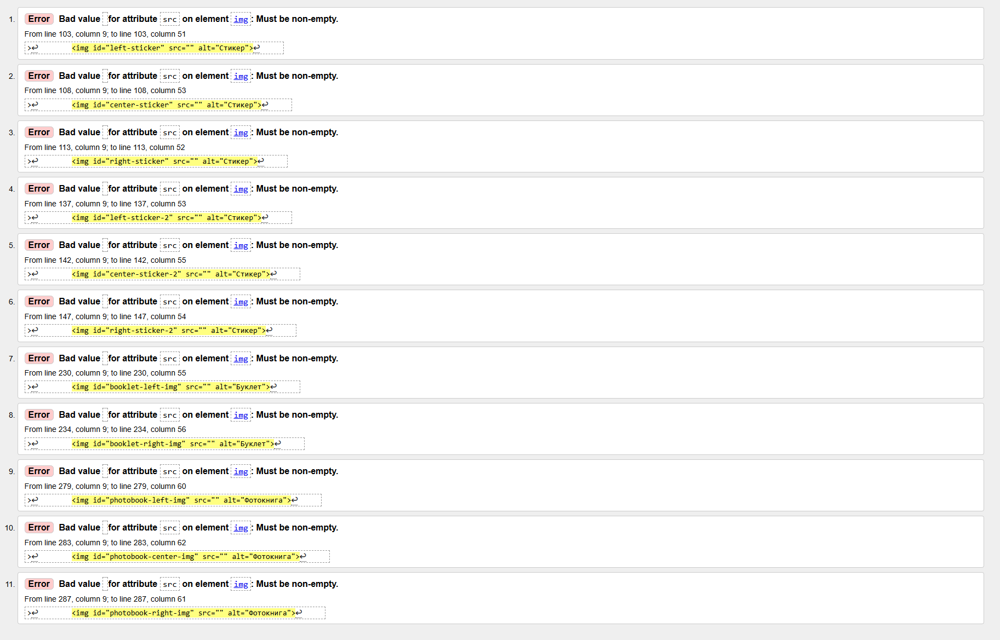 1. Error Bad value for attribute src on element img: Must be non-empty.
From line 103, column 9; to line 103, column 51
>↩        <img id="left-sticker" src="" alt="Стикер">↩
2. Error Bad value for attribute src on element img: Must be non-empty.
From line 108, column 9; to line 108, column 53
>↩        <img id="center-sticker" src="" alt="Стикер">↩
3. Error Bad value for attribute src on element img: Must be non-empty.
From line 113, column 9; to line 113, column 52
>↩        <img id="right-sticker" src="" alt="Стикер">↩
4. Error Bad value for attribute src on element img: Must be non-empty.
From line 137, column 9; to line 137, column 53
>↩        <img id="left-sticker-2" src="" alt="Стикер">↩
5. Error Bad value for attribute src on element img: Must be non-empty.
From line 142, column 9; to line 142, column 55
>↩        <img id="center-sticker-2" src="" alt="Стикер">↩
6. Error Bad value for attribute src on element img: Must be non-empty.
From line 147, column 9; to line 147, column 54
>↩        <img id="right-sticker-2" src="" alt="Стикер">↩
7. Error Bad value for attribute src on element img: Must be non-empty.
From line 230, column 9; to line 230, column 55
>↩        <img id="booklet-left-img" src="" alt="Буклет">↩
8. Error Bad value for attribute src on element img: Must be non-empty.
From line 234, column 9; to line 234, column 56
>↩        <img id="booklet-right-img" src="" alt="Буклет">↩
9. Error Bad value for attribute src on element img: Must be non-empty.
From line 279, column 9; to line 279, column 60
>↩        <img id="photobook-left-img" src="" alt="Фотокнига">↩
10. Error Bad value for attribute src on element img: Must be non-empty.
From line 283, column 9; to line 283, column 62
>↩        <img id="photobook-center-img" src="" alt="Фотокнига">↩
11. Error Bad value for attribute src on element img: Must be non-empty.
From line 287, column 9; to line 287, column 61
>↩        <img id="photobook-right-img" src="" alt="Фотокнига">↩